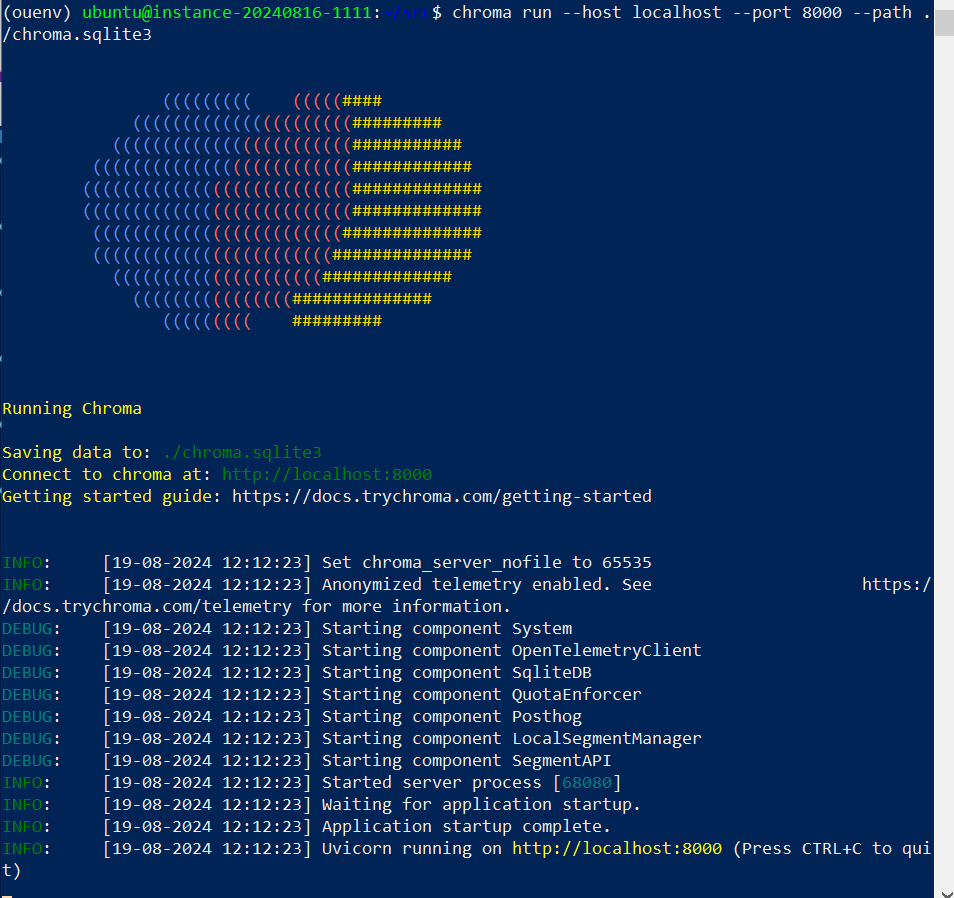 (ouenv) ubuntu@instance-20240816-1111: $ chroma run --host localhost --port 8000 --path .
/chroma.sqlite3
                (((((((((    (((((####
             ((((((((((((((((((((((#########
           ((((((((((((((((((((((((###########
         ((((((((((((((((((((((((((############
        (((((((((((((((((((((((((((#############
        (((((((((((((((((((((((((((#############
         (((((((((((((((((((((((((##############
         ((((((((((((((((((((((((##############
           (((((((((((((((((((((#############
             ((((((((((((((((##############
                (((((((((    #########
Running Chroma
Saving data to: ./chroma.sqlite3
Connect to chroma at: http://localhost:8000
Getting started guide: https://docs.trychroma.com/getting-started
INFO:     [19-08-2024 12:12:23] Set chroma_server_nofile to 65535
INFO:     [19-08-2024 12:12:23] Anonymized telemetry enabled. See                     https:/
/docs.trychroma.com/telemetry for more information.
DEBUG:    [19-08-2024 12:12:23] Starting component System
DEBUG:    [19-08-2024 12:12:23] Starting component OpenTelemetryClient
DEBUG:    [19-08-2024 12:12:23] Starting component SqliteDB
DEBUG:    [19-08-2024 12:12:23] Starting component QuotaEnforcer
DEBUG:    [19-08-2024 12:12:23] Starting component Posthog
DEBUG:    [19-08-2024 12:12:23] Starting component LocalSegmentManager
DEBUG:    [19-08-2024 12:12:23] Starting component SegmentAPI
INFO:     [19-08-2024 12:12:23] Started server process [68080]
INFO:     [19-08-2024 12:12:23] Waiting for application startup.
INFO:     [19-08-2024 12:12:23] Application startup complete.
INFO:     [19-08-2024 12:12:23] Uvicorn running on http://localhost:8000 (Press CTRL+C to qui
t)